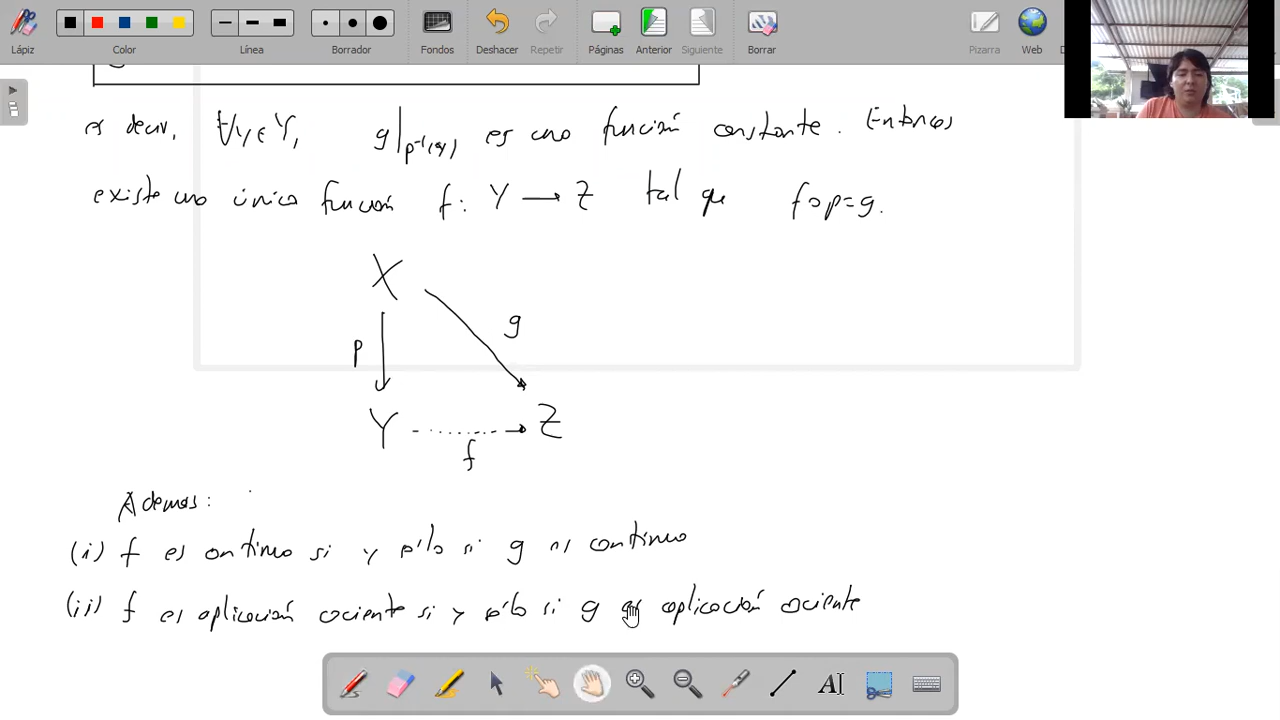 Lápiz Color Línea Borrador Fondos Deshacer Repetir Páginas Anterior Siguiente Borrar Pizarra Web
es decir, ∀y∈Y, g|p⁻¹(y) es una función constante. Entonces
existe una única función f: Y → Z tal que f∘p=g.
X
g
p
Y Z
f
Ademas:
(i) f es continua si y sólo si g es continua
(ii) f es aplicación cociente si y sólo si g es aplicación cociente
AI